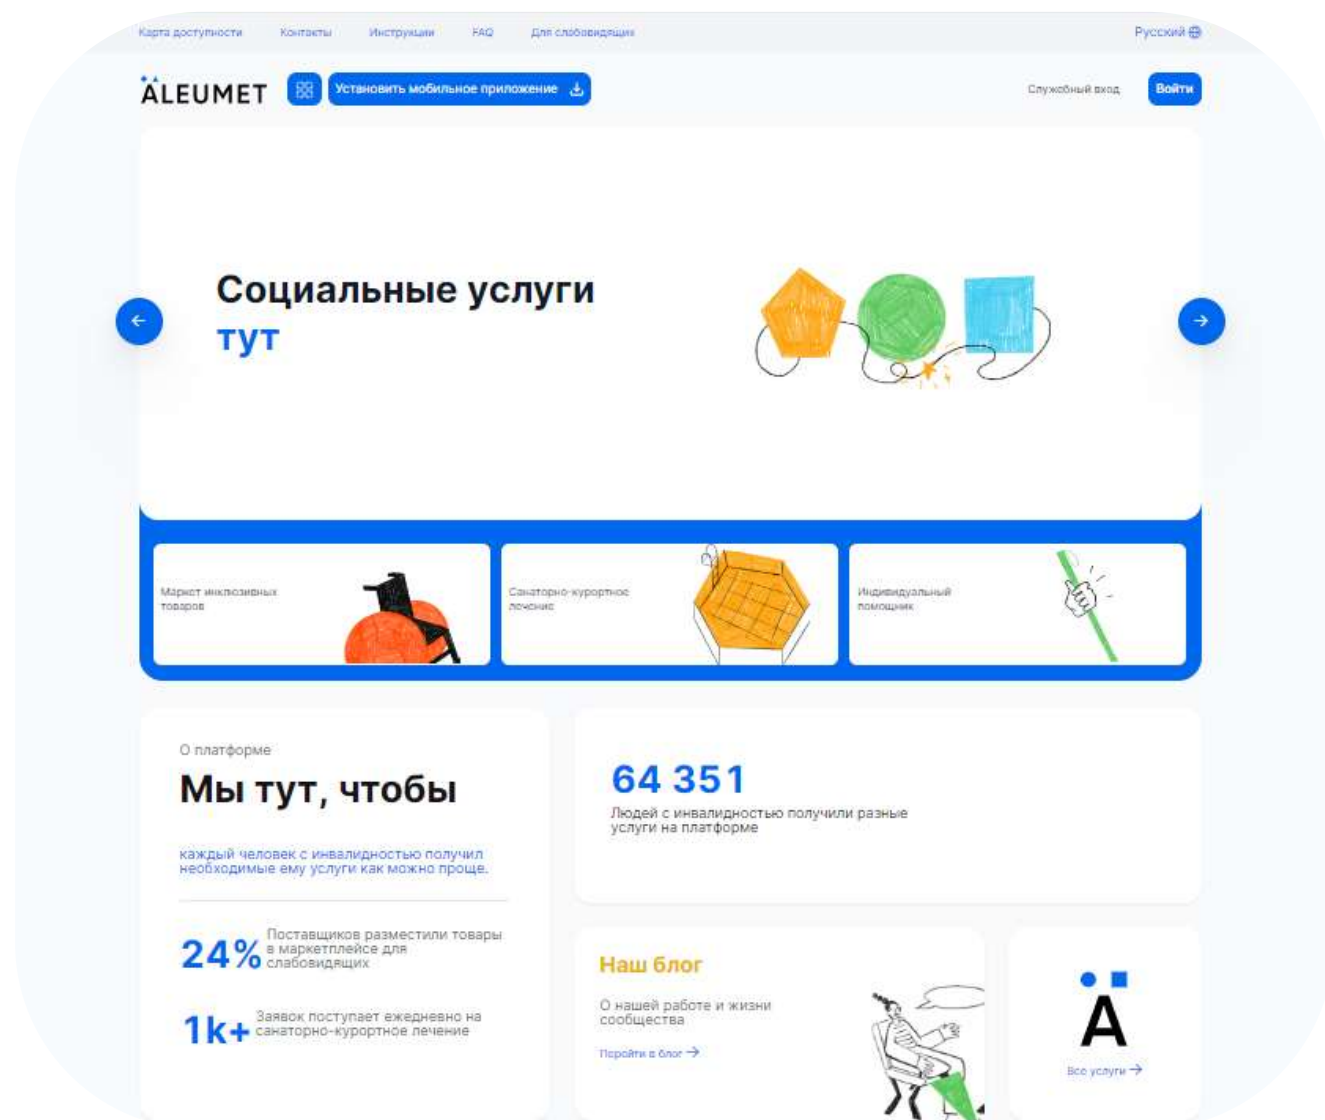 Карта доступности
Контакты
Инструкции
FAQ
Для слабовидящих
Русский
ÄLEUMET
Установить мобильное приложение
Служебный вход
Войти
Социальные услуги
тут
Маркет инклюзивных
товаров
Санаторно-курортное
лечение
Индивидуальный
помощник
О платформе
Мы тут, чтобы
каждый человек с инвалидностью получил
необходимые ему услуги как можно проще.
24%
Поставщиков разместили товары
в маркетплейсе для
слабовидящих
1k+
Заявок поступает ежедневно на
санаторно-курортное лечение
64 351
Людей с инвалидностью получили разные
услуги на платформе
Наш блог
О нашей работе и жизни
сообщества
Перейти в блог →
Ä
Все услуги →